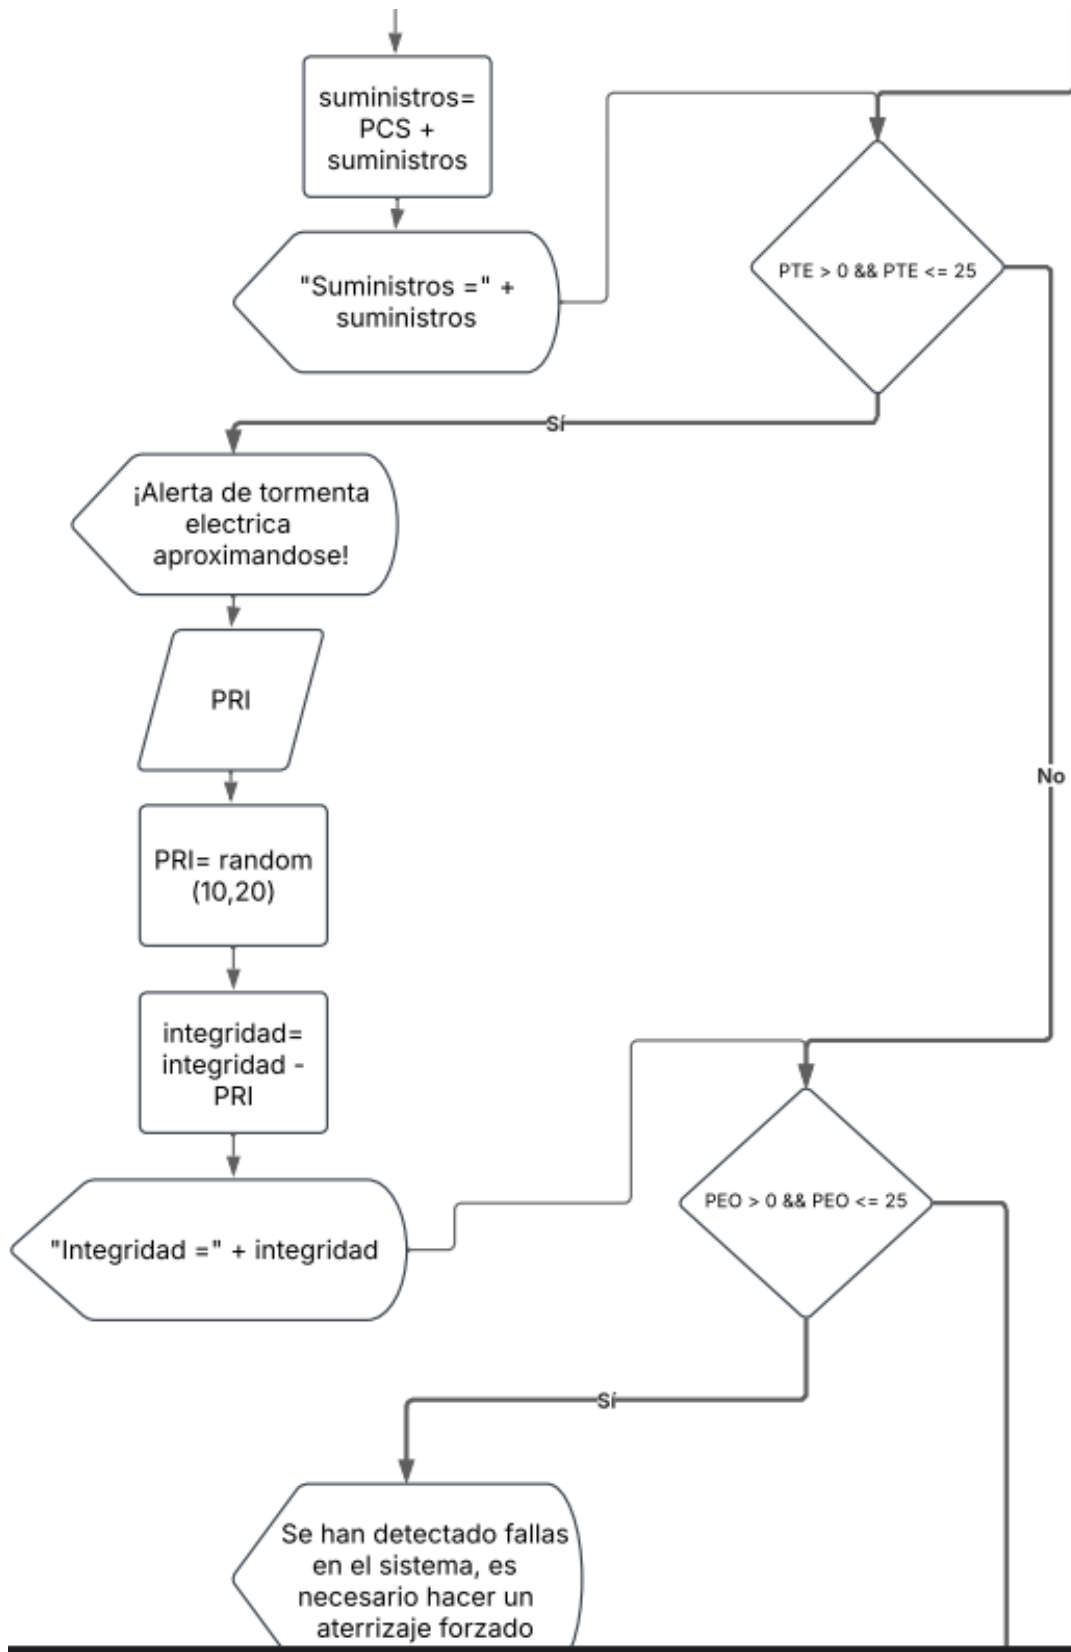 suministros=
PCS +
suministros
"Suministros =" +
suministros
PTE > 0 && PTE <= 25
Sí
¡Alerta de tormenta
electrica
aproximandose!
PRI
PRI= random
(10,20)
No
integridad=
integridad -
PRI
"Integridad =" + integridad
PEO > 0 && PEO <= 25
Sí
Se han detectado fallas
en el sistema, es
necesario hacer un
aterrizaje forzado